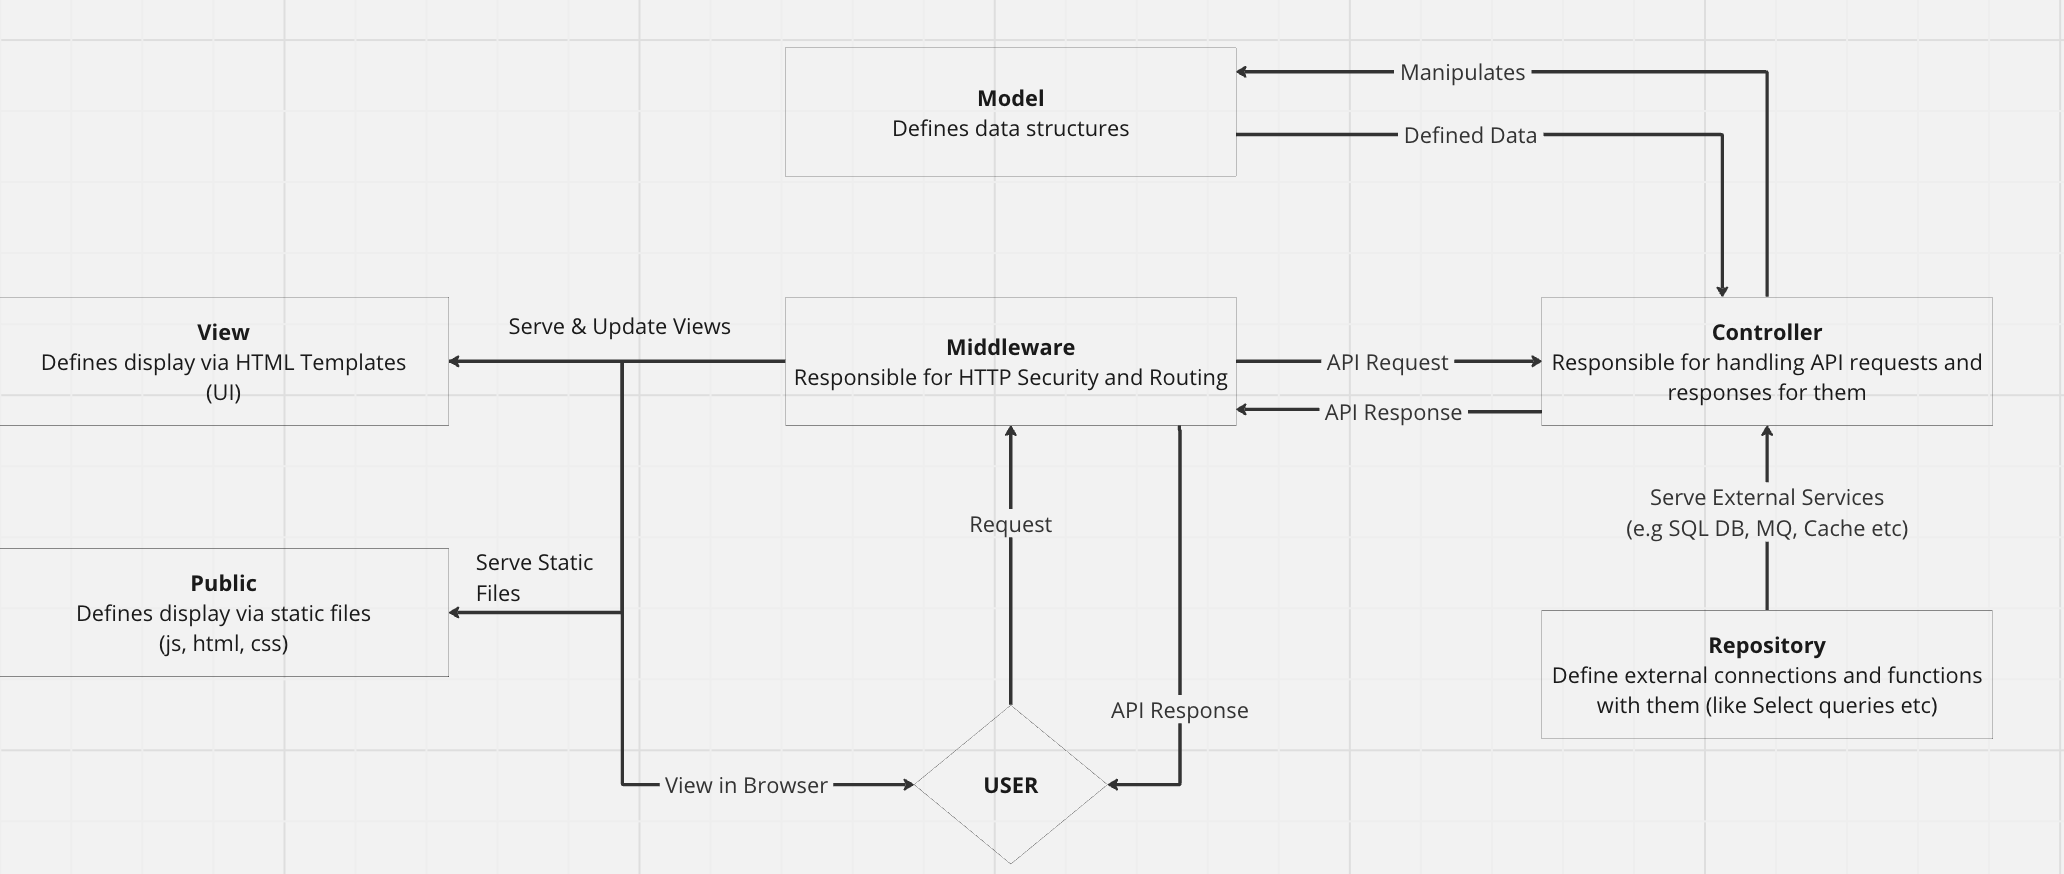 Model
Defines data structures
Manipulates
Defined Data
View
Defines display via HTML Templates
(UI)
Serve & Update Views
Middleware
Responsible for HTTP Security and Routing
API Request
API Response
Controller
Responsible for handling API requests and
responses for them
Public
Defines display via static files
(js, html, css)
Serve Static
Files
Request
API Response
Serve External Services
(e.g SQL DB, MQ, Cache etc)
Repository
Define external connections and functions
with them (like Select queries etc)
View in Browser
USER